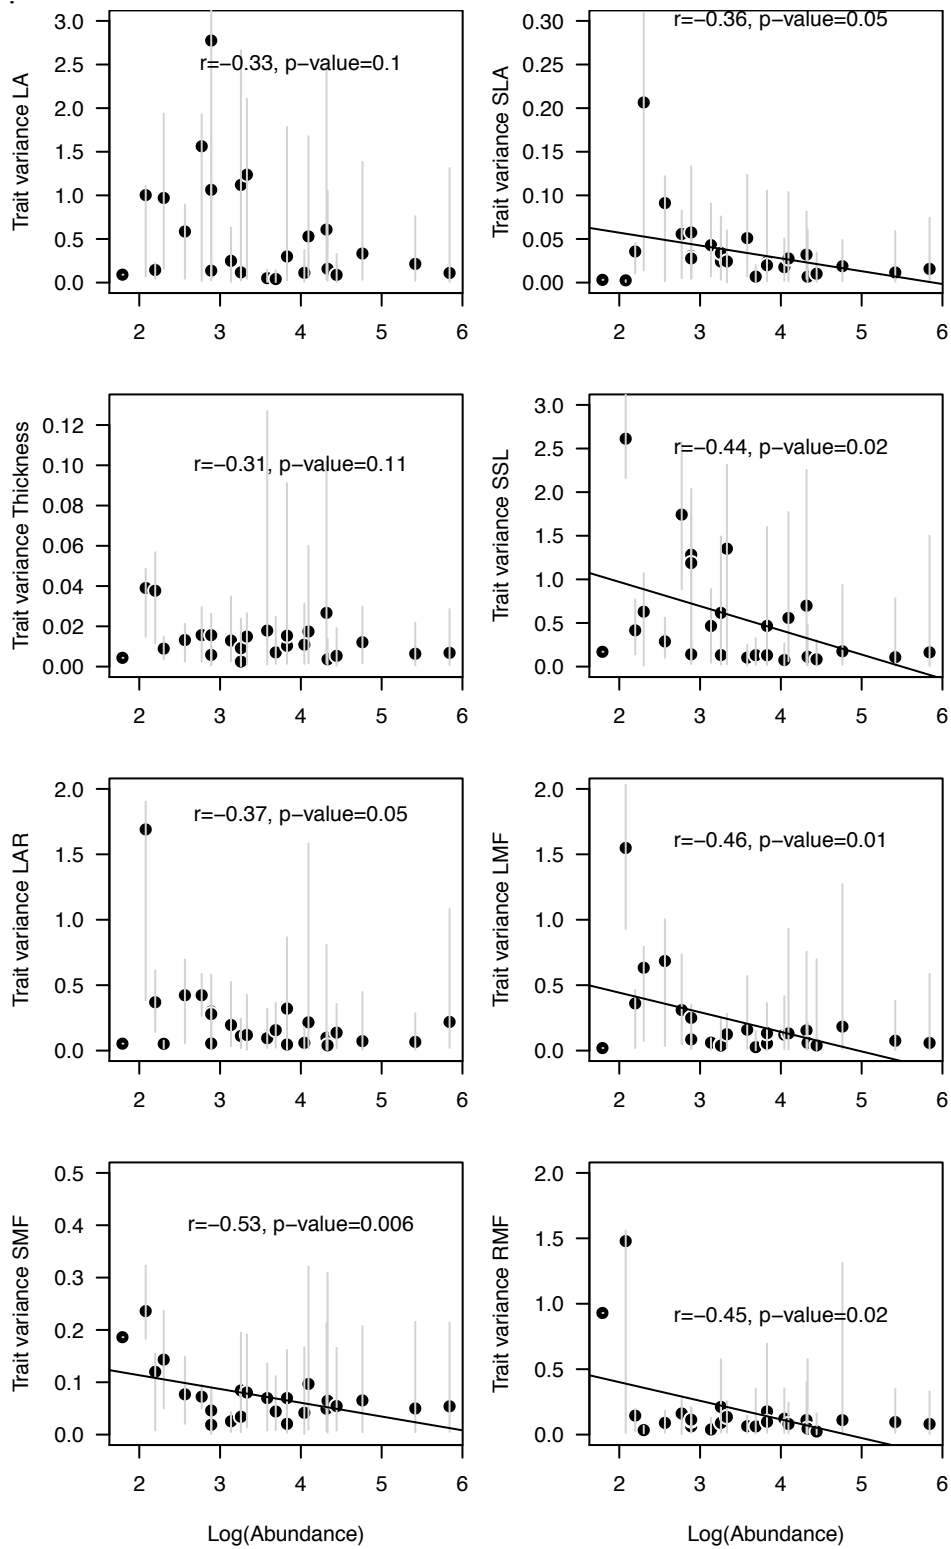 3.0
2.5
2.0
1.5
1.0
0.5
0.0
Trait variance LA
r=−0.33, p−value=0.1
2 3 4 5 6
0.30
0.25
0.20
0.15
0.10
0.05
0.00
Trait variance SLA
r=−0.36, p−value=0.05
2 3 4 5 6
0.12
0.10
0.08
0.06
0.04
0.02
0.00
Trait variance Thickness
r=−0.31, p−value=0.11
2 3 4 5 6
3.0
2.5
2.0
1.5
1.0
0.5
0.0
Trait variance SSL
r=−0.44, p−value=0.02
2 3 4 5 6
2.0
1.5
1.0
0.5
0.0
Trait variance LAR
r=−0.37, p−value=0.05
2 3 4 5 6
2.0
1.5
1.0
0.5
0.0
Trait variance LMF
r=−0.46, p−value=0.01
2 3 4 5 6
0.5
0.4
0.3
0.2
0.1
0.0
Trait variance SMF
r=−0.53, p−value=0.006
2 3 4 5 6
Log(Abundance)
2.0
1.5
1.0
0.5
0.0
Trait variance RMF
r=−0.45, p−value=0.02
2 3 4 5 6
Log(Abundance)